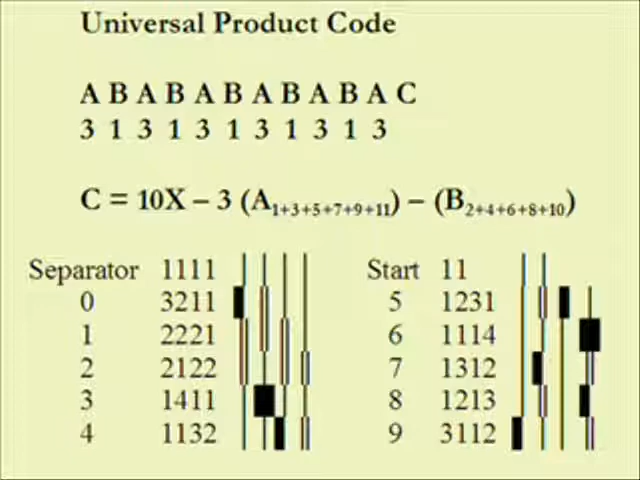 Universal Product Code
A B A B A B A B A B A C
3 1 3 1 3 1 3 1 3 1 3
C = 10X – 3 (A1+3+5+7+9+11) – (B2+4+6+8+10)
Separator 1111 Start 11
0 3211 5 1231
1 2221 6 1114
2 2122 7 1312
3 1411 8 1213
4 1132 9 3112